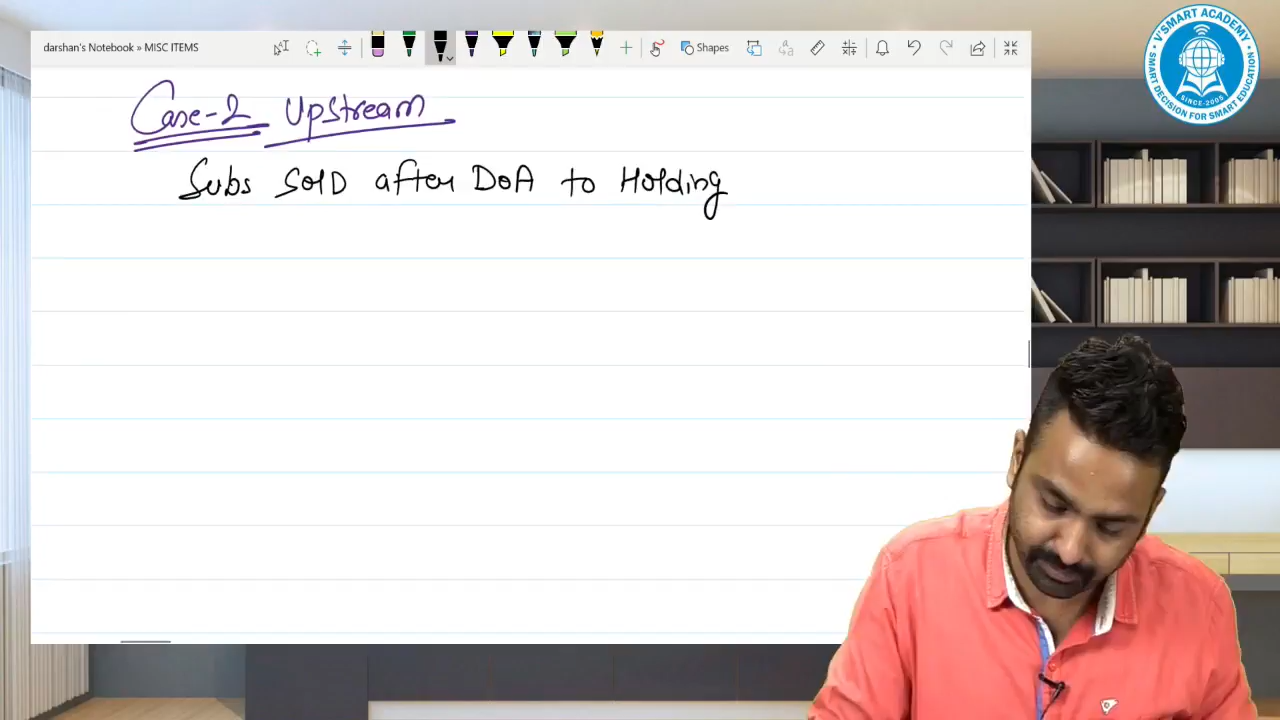 darshan's Notebook » MISC ITEMS
Shapes
Case-2 Upstream
Subs Sold after DoA to Holding
V'SMART ACADEMY
SINCE-2005
SMART DECISION FOR SMART EDUCATION